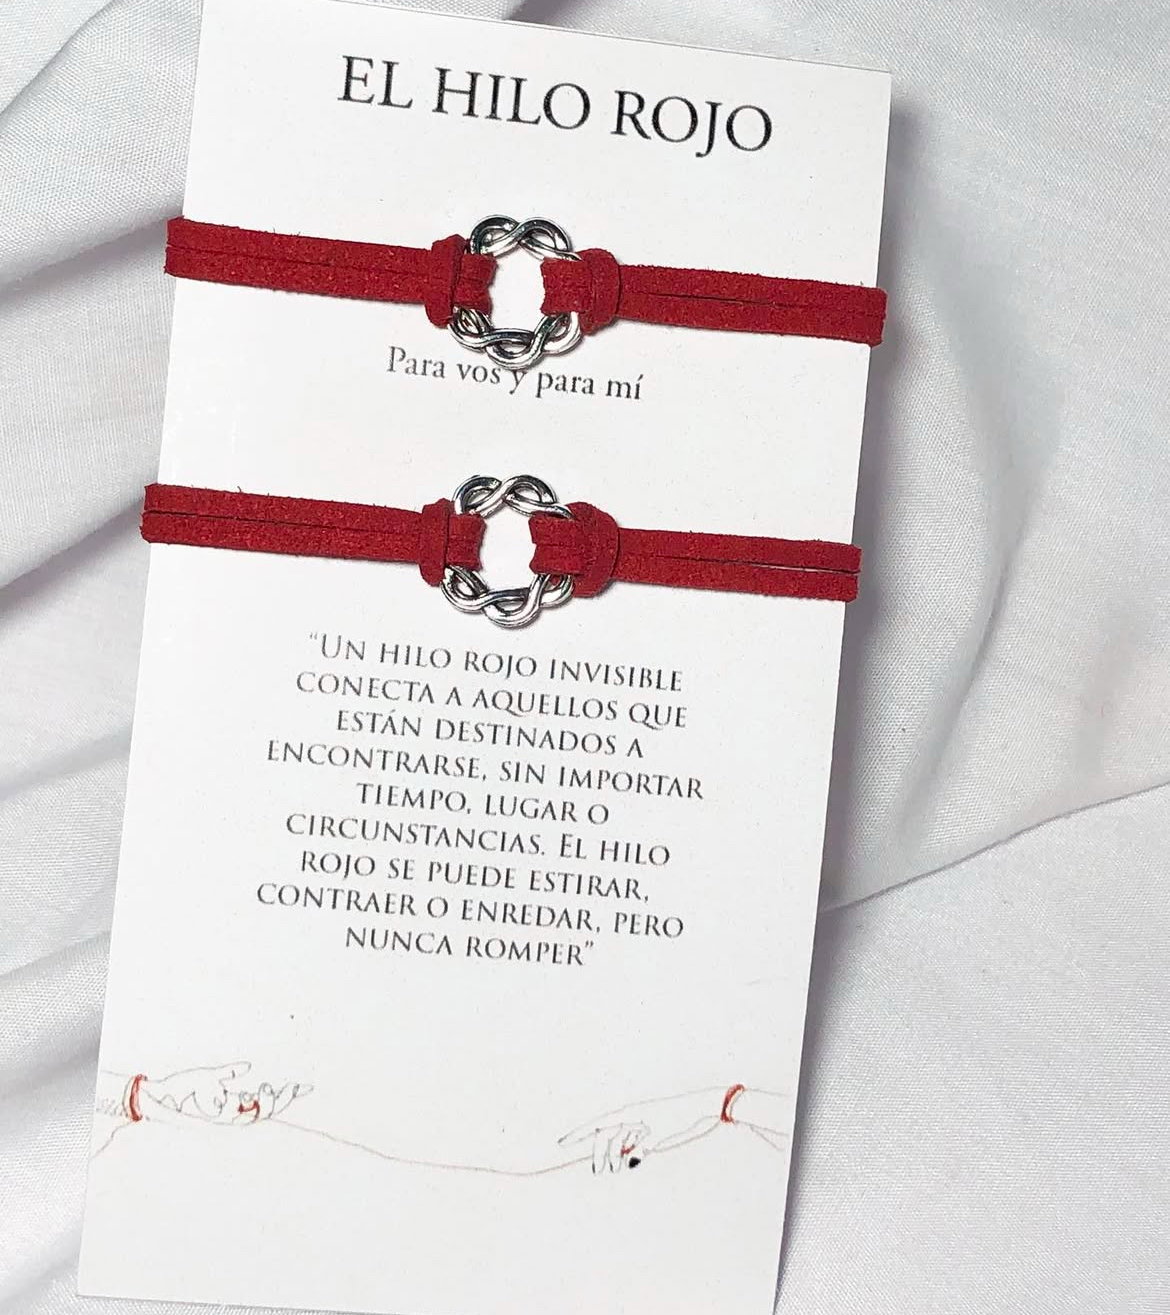 EL HILO ROJO
Para vos y para mí
“UN HILO ROJO INVISIBLE
CONECTA A AQUELLOS QUE
ESTÁN DESTINADOS A
ENCONTRARSE, SIN IMPORTAR
TIEMPO, LUGAR O
CIRCUNSTANCIAS. EL HILO
ROJO SE PUEDE ESTIRAR,
CONTRAER O ENREDAR, PERO
NUNCA ROMPER”